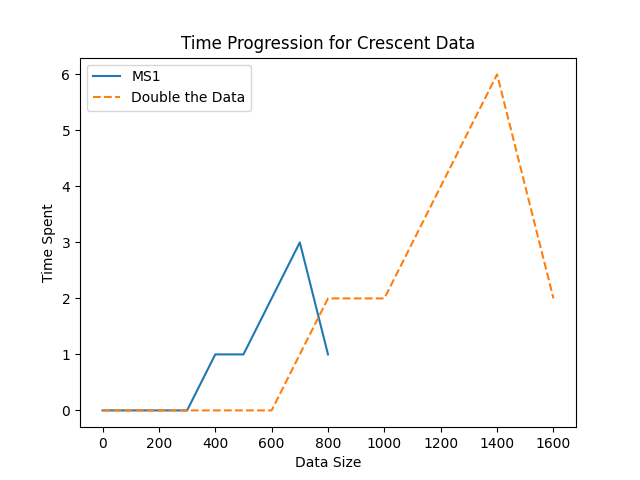 Time Progression for Crescent Data
MS1
Double the Data
6
5
4
3
2
1
0
Time Spent
0 200 400 600 800 1000 1200 1400 1600
Data Size